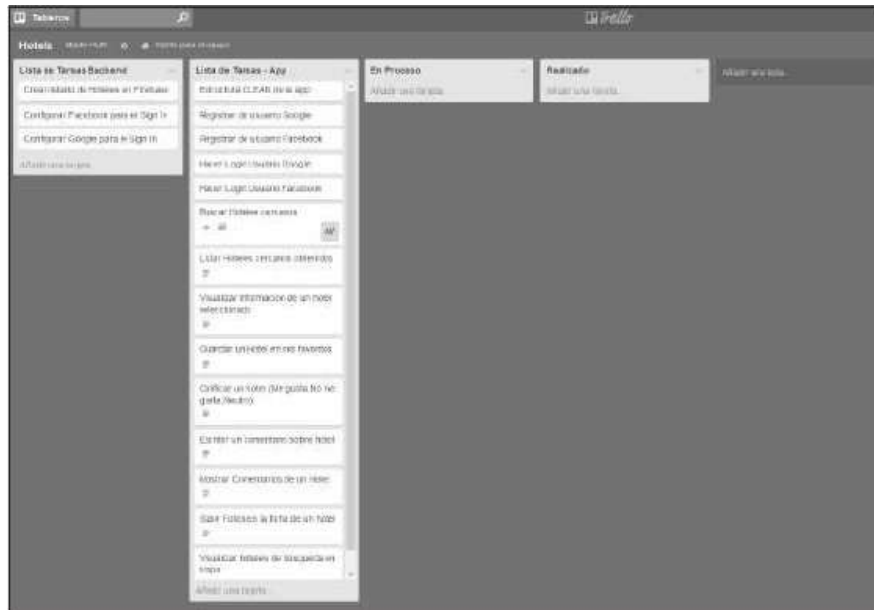 Tableros
Trello
Hotels
Lista de Tareas Backend
Crear listado de Hoteles en Firebase
Configurar Facebook para el Sign In
Configurar Google para el Sign In
Añadir una tarjeta...
Lista de Tareas - App
Estructura CLEAN de la app
Registrar de usuario Google
Registrar de usuario Facebook
Hacer Login Usuario Google
Hacer Login Usuario Facebook
Buscar Hoteles cercanos
Listar Hoteles cercanos obtenidos
Visualizar información de un hotel
seleccionado
Guardar un Hotel en mis favoritos
Calificar un hotel (Me gusta, No me
gusta, Neutro)
Escribir un comentario sobre hotel
Mostrar Comentarios de un Hotel
Subir Fotos en la ficha de un hotel
Visualizar hoteles de búsqueda en
mapa
Añadir una tarjeta...
En Proceso
Añadir una tarjeta...
Realizado
Añadir una tarjeta...
Añadir una lista...